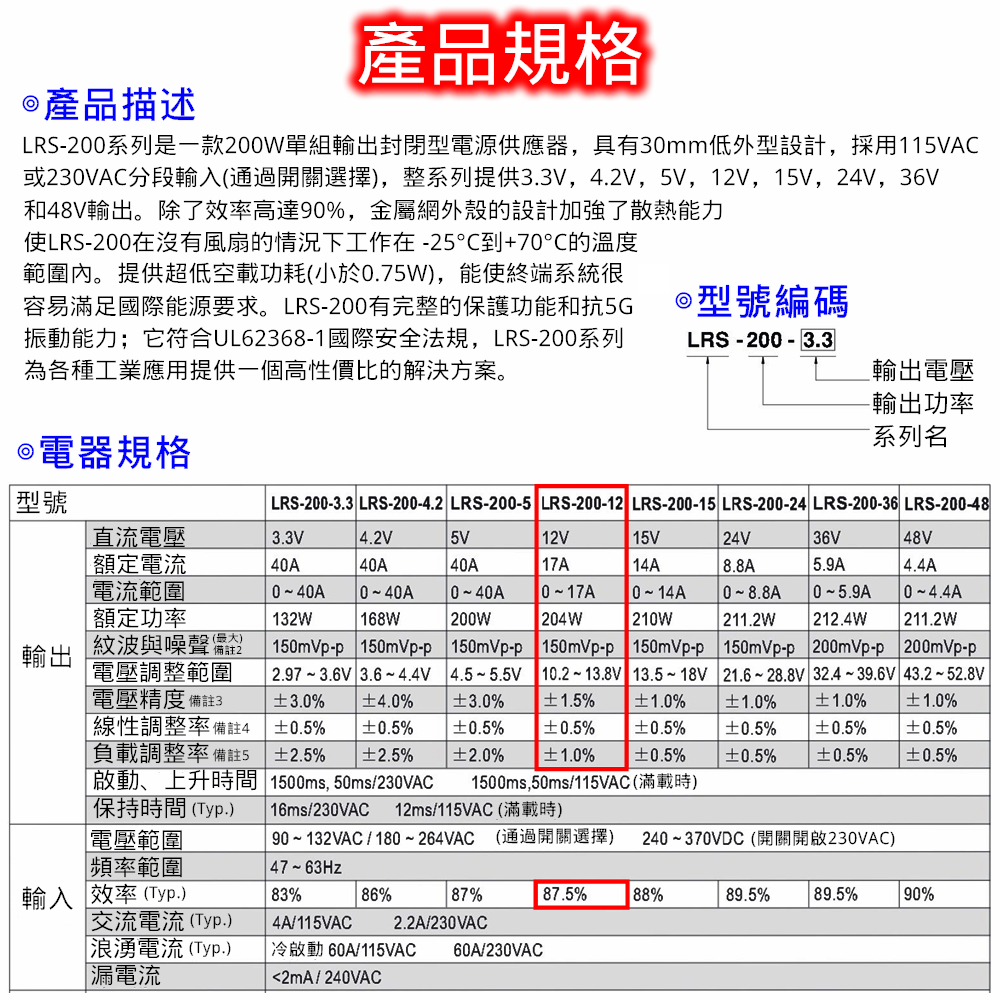 產品規格
◎產品描述
LRS-200系列是一款200W單組輸出封閉型電源供應器，具有30mm低外型設計，採用115VAC
或230VAC分段輸入(通過開關選擇)，整系列提供3.3V，4.2V，5V，12V，15V，24V，36V
和48V輸出。除了效率高達90%，金屬網外殼的設計加強了散熱能力
使LRS-200在沒有風扇的情況下工作在 -25°C到+70°C的溫度
範圍內。提供超低空載功耗(小於0.75W)，能使終端系統很
容易滿足國際能源要求。LRS-200有完整的保護功能和抗5G
振動能力；它符合UL62368-1國際安全法規，LRS-200系列
為各種工業應用提供一個高性價比的解決方案。
◎型號編碼
LRS - 200 - 3.3
輸出電壓
輸出功率
系列名
◎電器規格
型號 LRS-200-3.3 LRS-200-4.2 LRS-200-5 LRS-200-12 LRS-200-15 LRS-200-24 LRS-200-36 LRS-200-48
輸出
直流電壓 3.3V 4.2V 5V 12V 15V 24V 36V 48V
額定電流 40A 40A 40A 17A 14A 8.8A 5.9A 4.4A
電流範圍 0 ~ 40A 0 ~ 40A 0 ~ 40A 0 ~ 17A 0 ~ 14A 0 ~ 8.8A 0 ~ 5.9A 0 ~ 4.4A
額定功率 132W 168W 200W 204W 210W 211.2W 212.4W 211.2W
紋波與噪聲 (最大) 備註2 150mVp-p 150mVp-p 150mVp-p 150mVp-p 150mVp-p 150mVp-p 200mVp-p 200mVp-p
電壓調整範圍 2.97 ~ 3.6V 3.6 ~ 4.4V 4.5 ~ 5.5V 10.2 ~ 13.8V 13.5 ~ 18V 21.6 ~ 28.8V 32.4 ~ 39.6V 43.2 ~ 52.8V
電壓精度 備註3 ±3.0% ±4.0% ±3.0% ±1.5% ±1.0% ±1.0% ±1.0% ±1.0%
線性調整率 備註4 ±0.5% ±0.5% ±0.5% ±0.5% ±0.5% ±0.5% ±0.5% ±0.5%
負載調整率 備註5 ±2.5% ±2.5% ±2.0% ±1.0% ±0.5% ±0.5% ±0.5% ±0.5%
啟動、上升時間 1500ms, 50ms/230VAC 1500ms,50ms/115VAC (滿載時)
保持時間 (Typ.) 16ms/230VAC 12ms/115VAC (滿載時)
輸入
電壓範圍 90 ~ 132VAC / 180 ~ 264VAC (通過開關選擇) 240 ~ 370VDC (開關開啟230VAC)
頻率範圍 47 ~ 63Hz
效率 (Typ.) 83% 86% 87% 87.5% 88% 89.5% 89.5% 90%
交流電流 (Typ.) 4A/115VAC 2.2A/230VAC
浪湧電流 (Typ.) 冷啟動 60A/115VAC 60A/230VAC
漏電流 <2mA / 240VAC